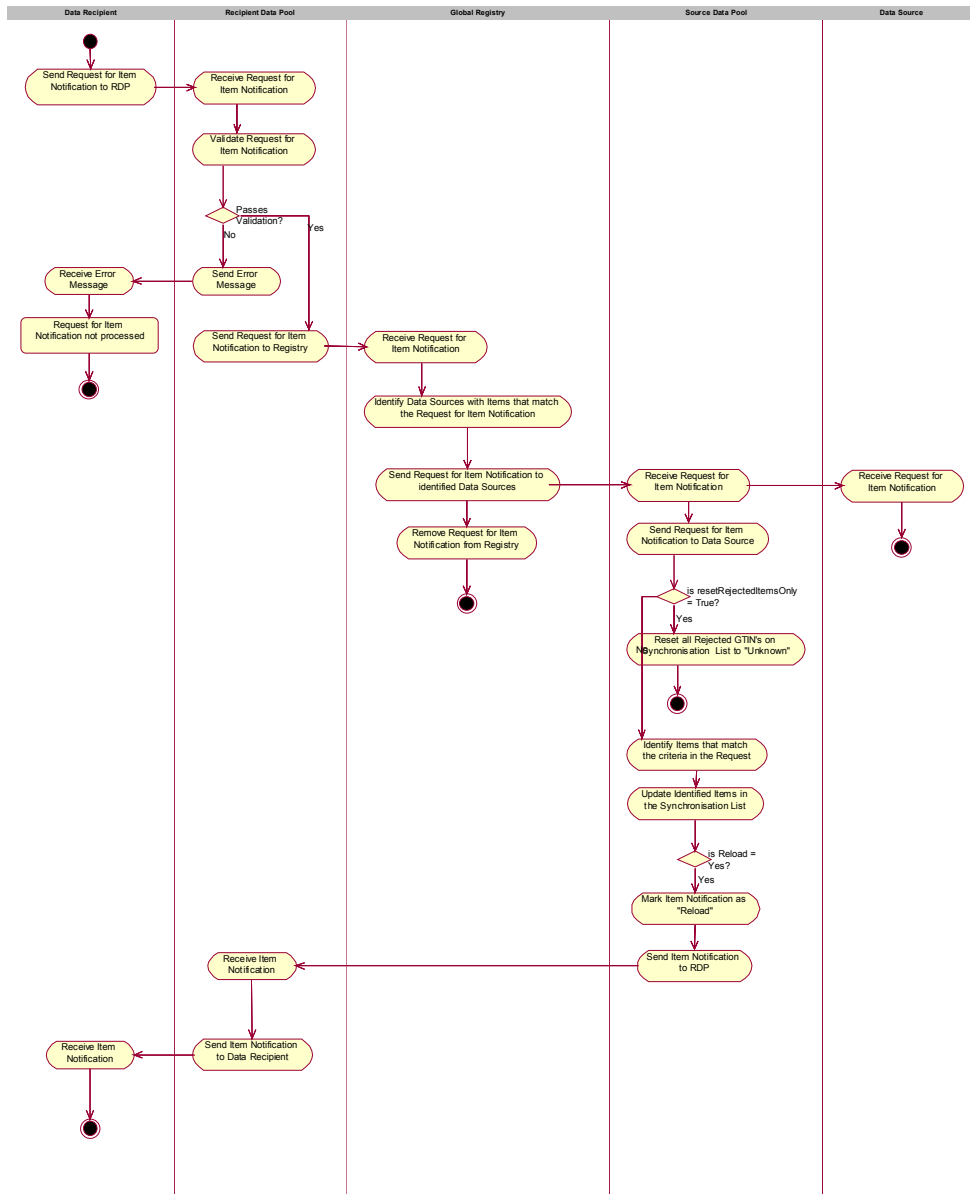 Data Recipient
Recipient Data Pool
Global Registry
Source Data Pool
Data Source
Send Request for Item
Notification to RDP
Receive Request for
Item Notification
Validate Request for
Item Notification
Passes
Validation?
Yes
No
Receive Error
Message
Send Error
Message
Request for Item
Notification not processed
Send Request for Item
Notification to Registry
Receive Request for
Item Notification
Identify Data Sources with Items that match
the Request for Item Notification
Send Request for Item Notification to
identified Data Sources
Receive Request for
Item Notification
Receive Request for
Item Notification
Remove Request for Item
Notification from Registry
Send Request for Item
Notification to Data Source
is resetRejectedItemsOnly
= True?
Yes
Reset all Rejected GTIN's on
Synchronisation List to "Unknown"
No
Identify Items that match
the criteria in the Request
Update Identified Items in
the Synchronisation List
is Reload =
Yes?
Yes
Mark Item Notification as
"Reload"
Receive Item
Notification
Send Item Notification
to RDP
Receive Item
Notification
Send Item Notification
to Data Recipient